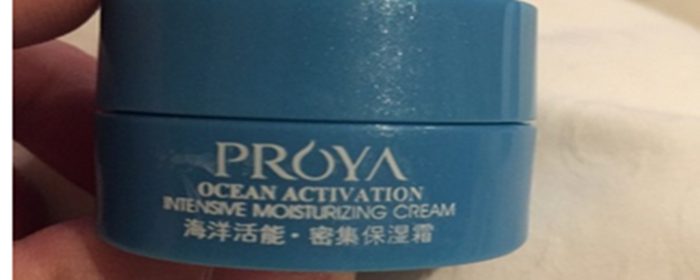 PROYA
OCEAN ACTIVATION
INTENSIVE MOISTURIZING CREAM
海洋活能·密集保湿霜